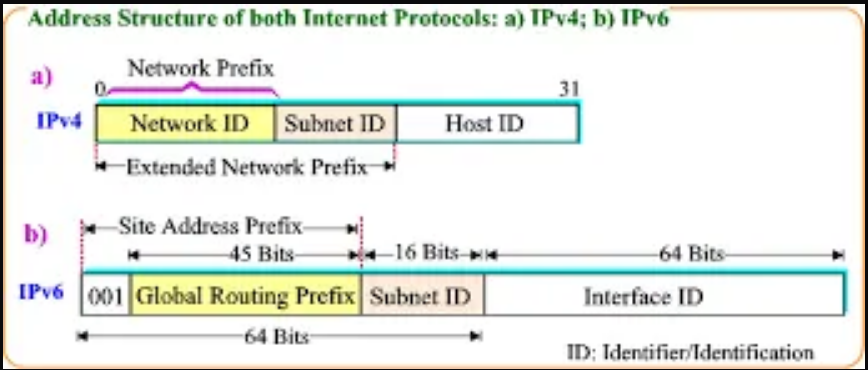 Address Structure of both Internet Protocols: a) IPv4; b) IPv6
a)
Network Prefix
0
31
IPv4
Network ID
Subnet ID
Host ID
Extended Network Prefix
b)
Site Address Prefix
45 Bits
16 Bits
64 Bits
IPv6
001
Global Routing Prefix
Subnet ID
Interface ID
64 Bits
ID: Identifier/Identification